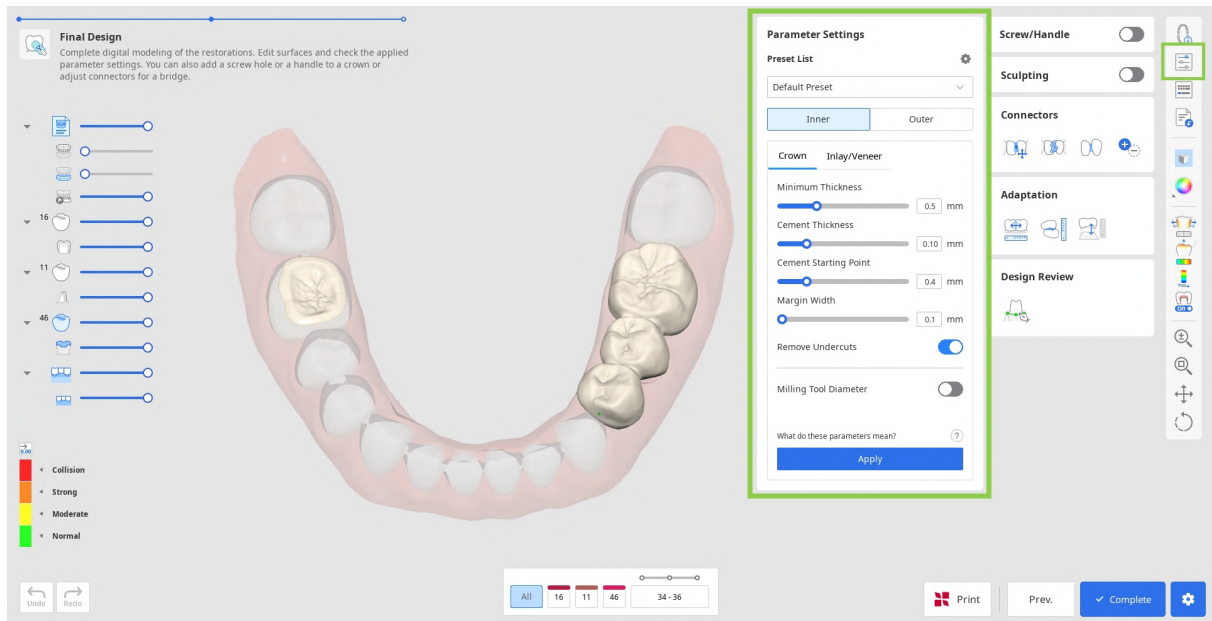 Final Design
Complete digital modeling of the restorations. Edit surfaces and check the applied
parameter settings. You can also add a screw hole or a handle to a crown or
adjust connectors for a bridge.
16
11
46
0.00
Collision
Strong
Moderate
Normal
Undo
Redo
All
16
11
46
34 - 36
Parameter Settings
Preset List
Default Preset
Inner
Outer
Crown
Inlay/Veneer
Minimum Thickness
0.5 mm
Cement Thickness
0.10 mm
Cement Starting Point
0.4 mm
Margin Width
0.1 mm
Remove Undercuts
Milling Tool Diameter
What do these parameters mean?
?
Apply
Screw/Handle
Sculpting
Connectors
Adaptation
Design Review
ON
Print
Prev.
Complete